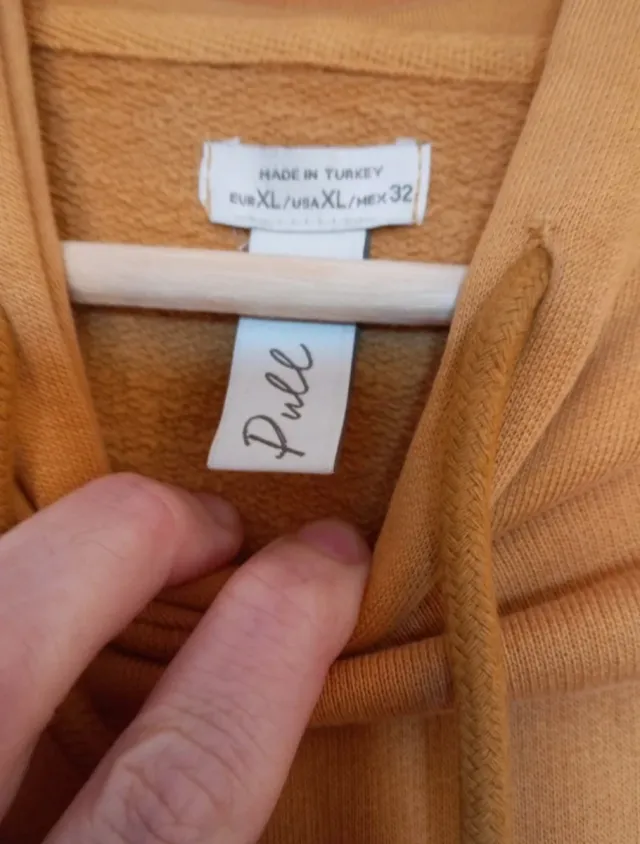 MADE IN TURKEY
EUR XL/USA XL/MEX 32
Pull